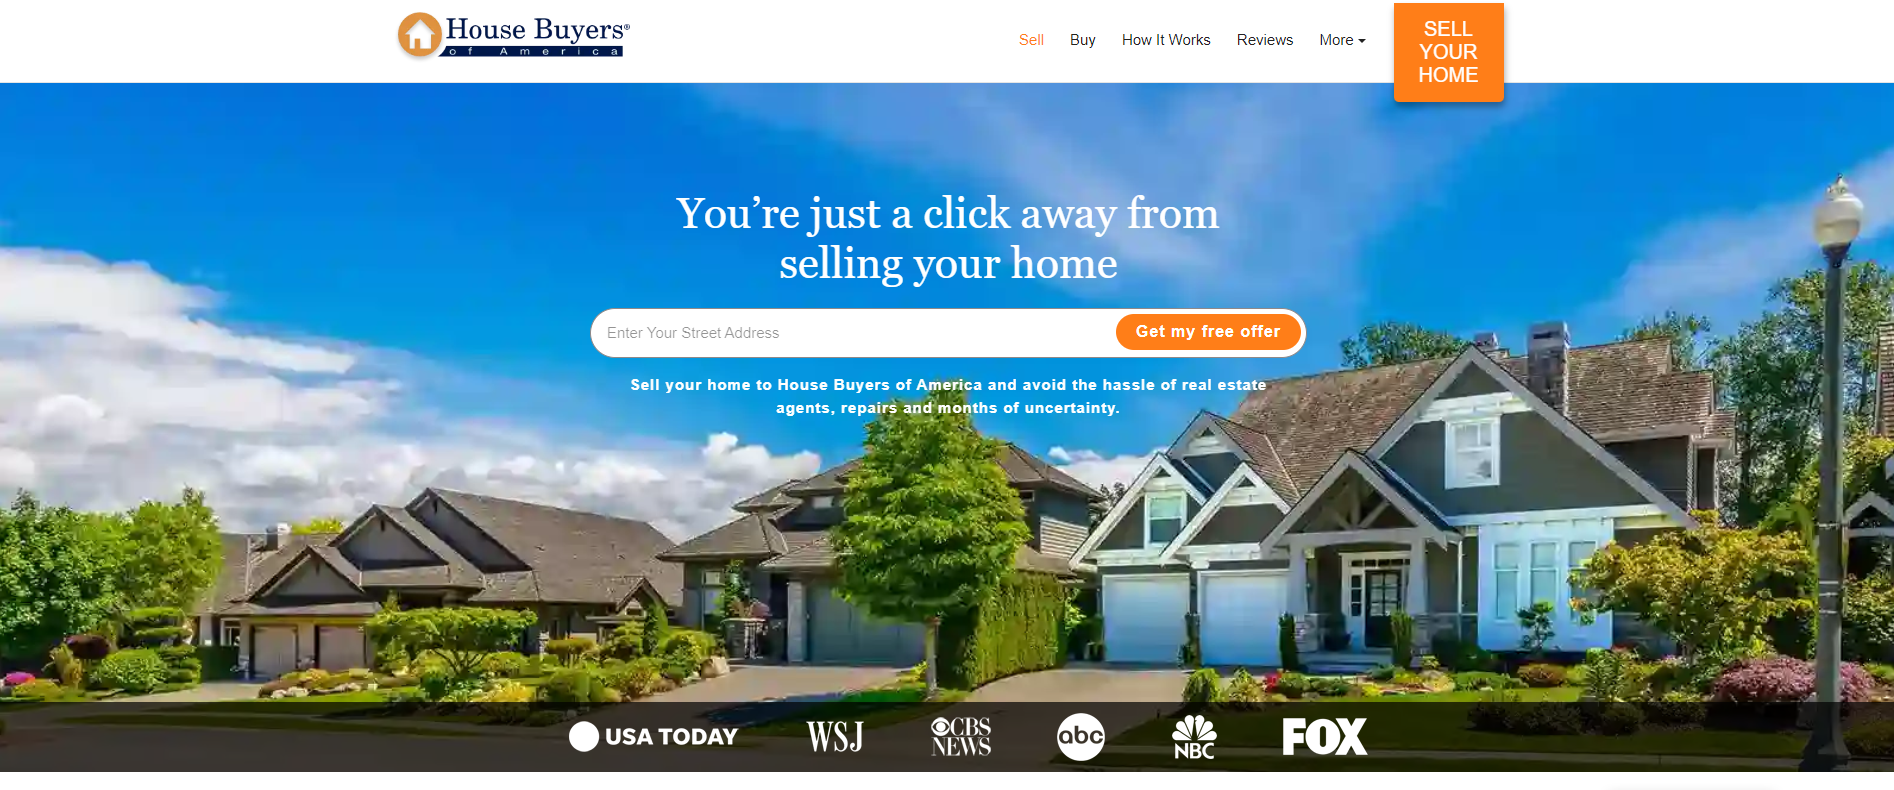 House Buyers®
of America
Sell Buy How It Works Reviews More
SELL
YOUR
HOME
You’re just a click away from
selling your home
Enter Your Street Address
Get my free offer
Sell your home to House Buyers of America and avoid the hassle of real estate
agents, repairs and months of uncertainty.
USA TODAY
WSJ
CBS
NEWS
abc
NBC
FOX